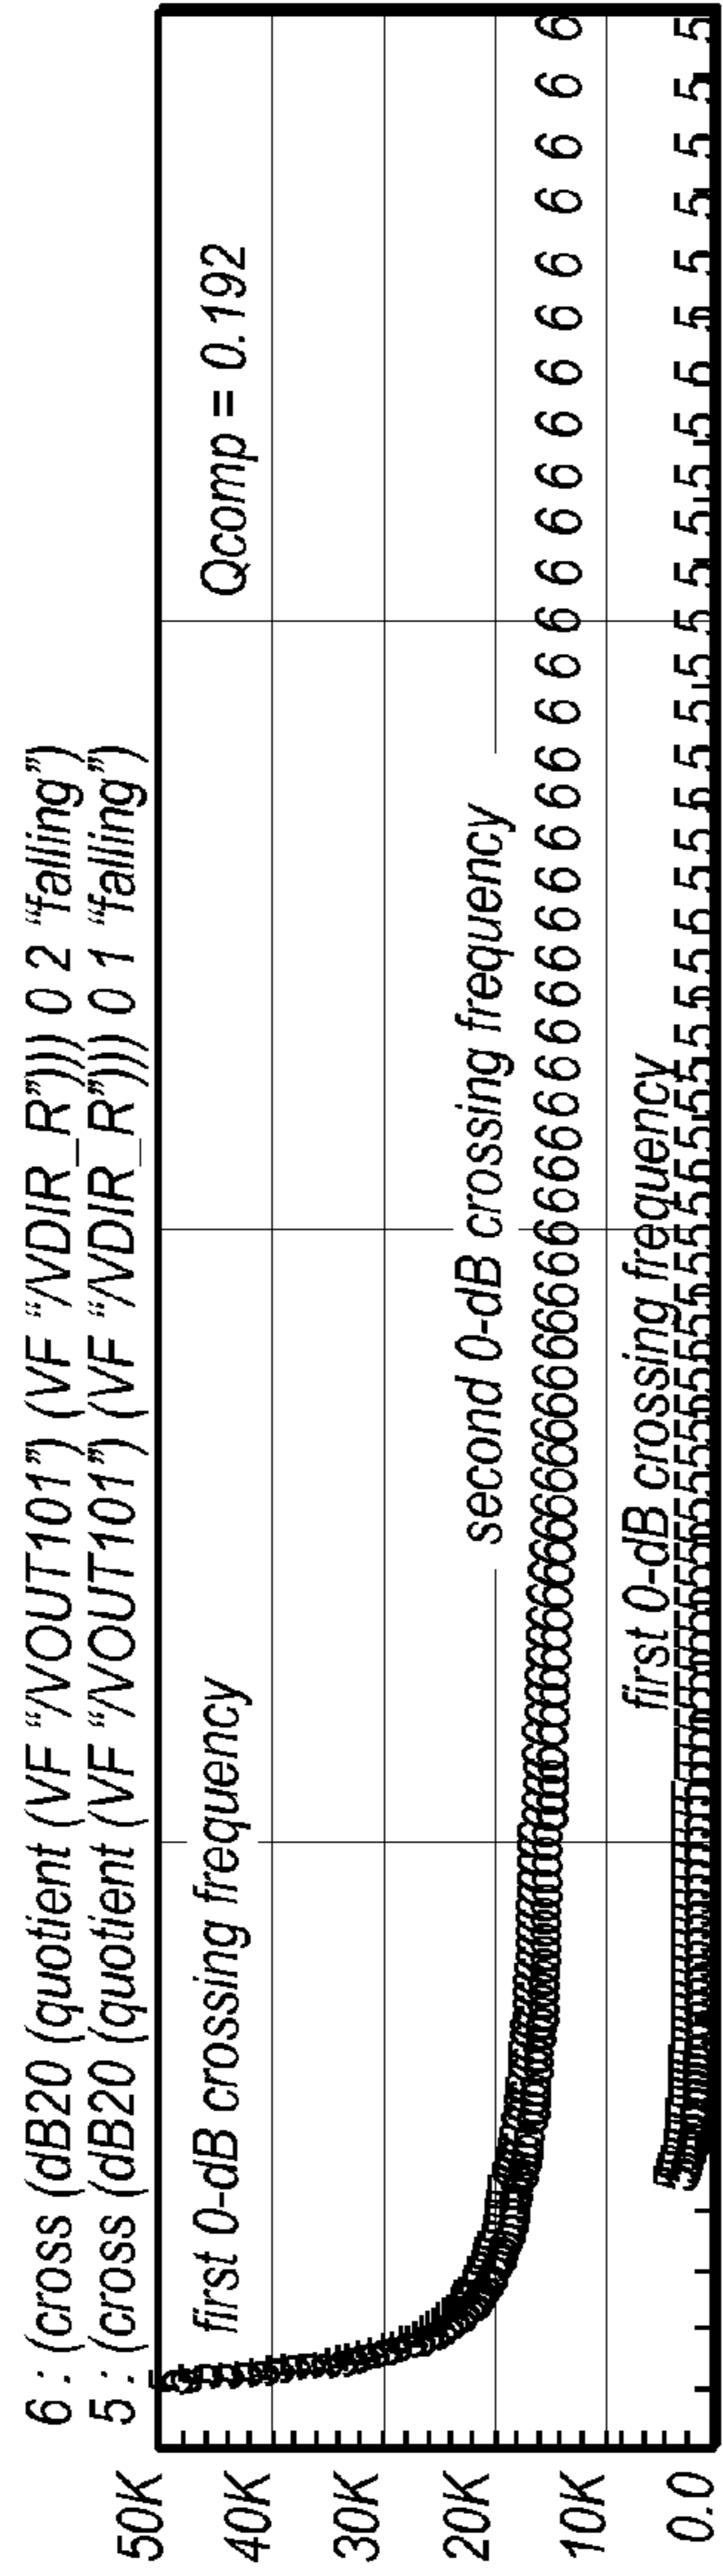 6 : (cross (dB20 (quotient (VF “/VOUT101”) (VF “/VDIR_R”))) 0 2 “falling”)
5 : (cross (dB20 (quotient (VF “/VOUT101”) (VF “/VDIR_R”))) 0 1 “falling”)
50K
40K
30K
20K
10K
0.0
first 0-dB crossing frequency
Qcomp = 0.192
second 0-dB crossing frequency
first 0-dB crossing frequency